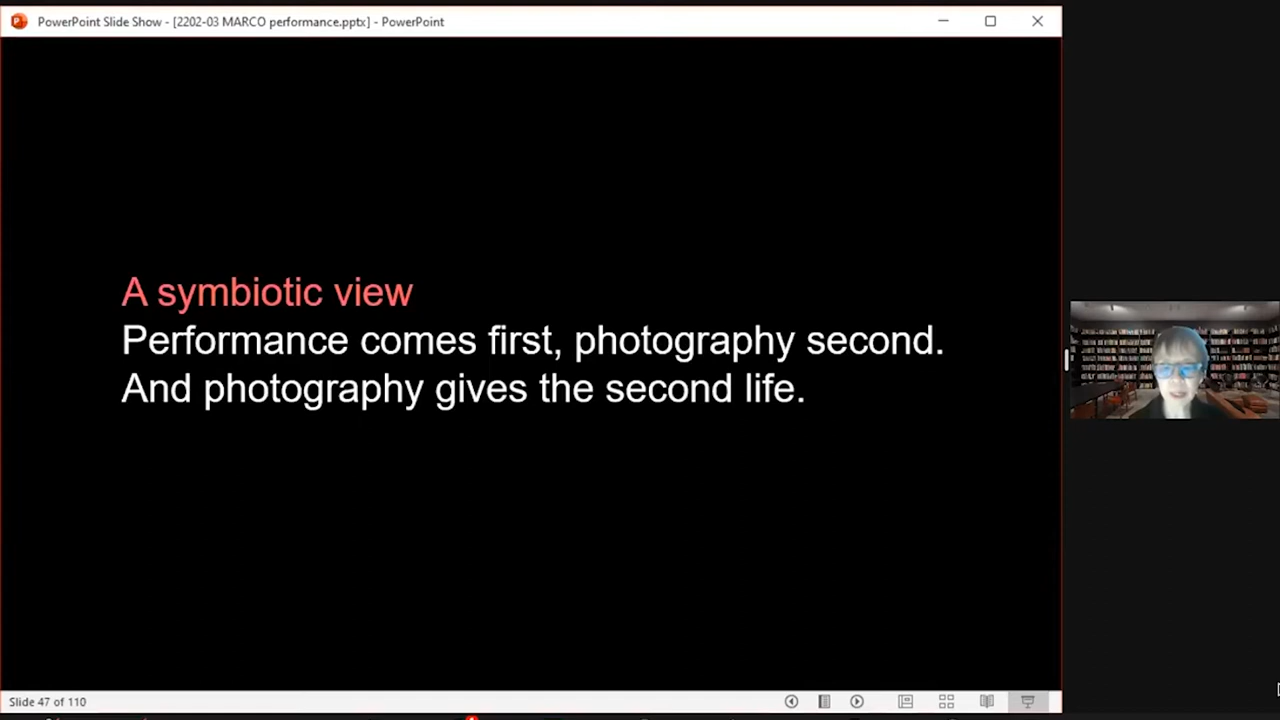 PowerPoint Slide Show - [2202-03 MARCO performance.pptx] - PowerPoint
A symbiotic view
Performance comes first, photography second.
And photography gives the second life.
Slide 47 of 110